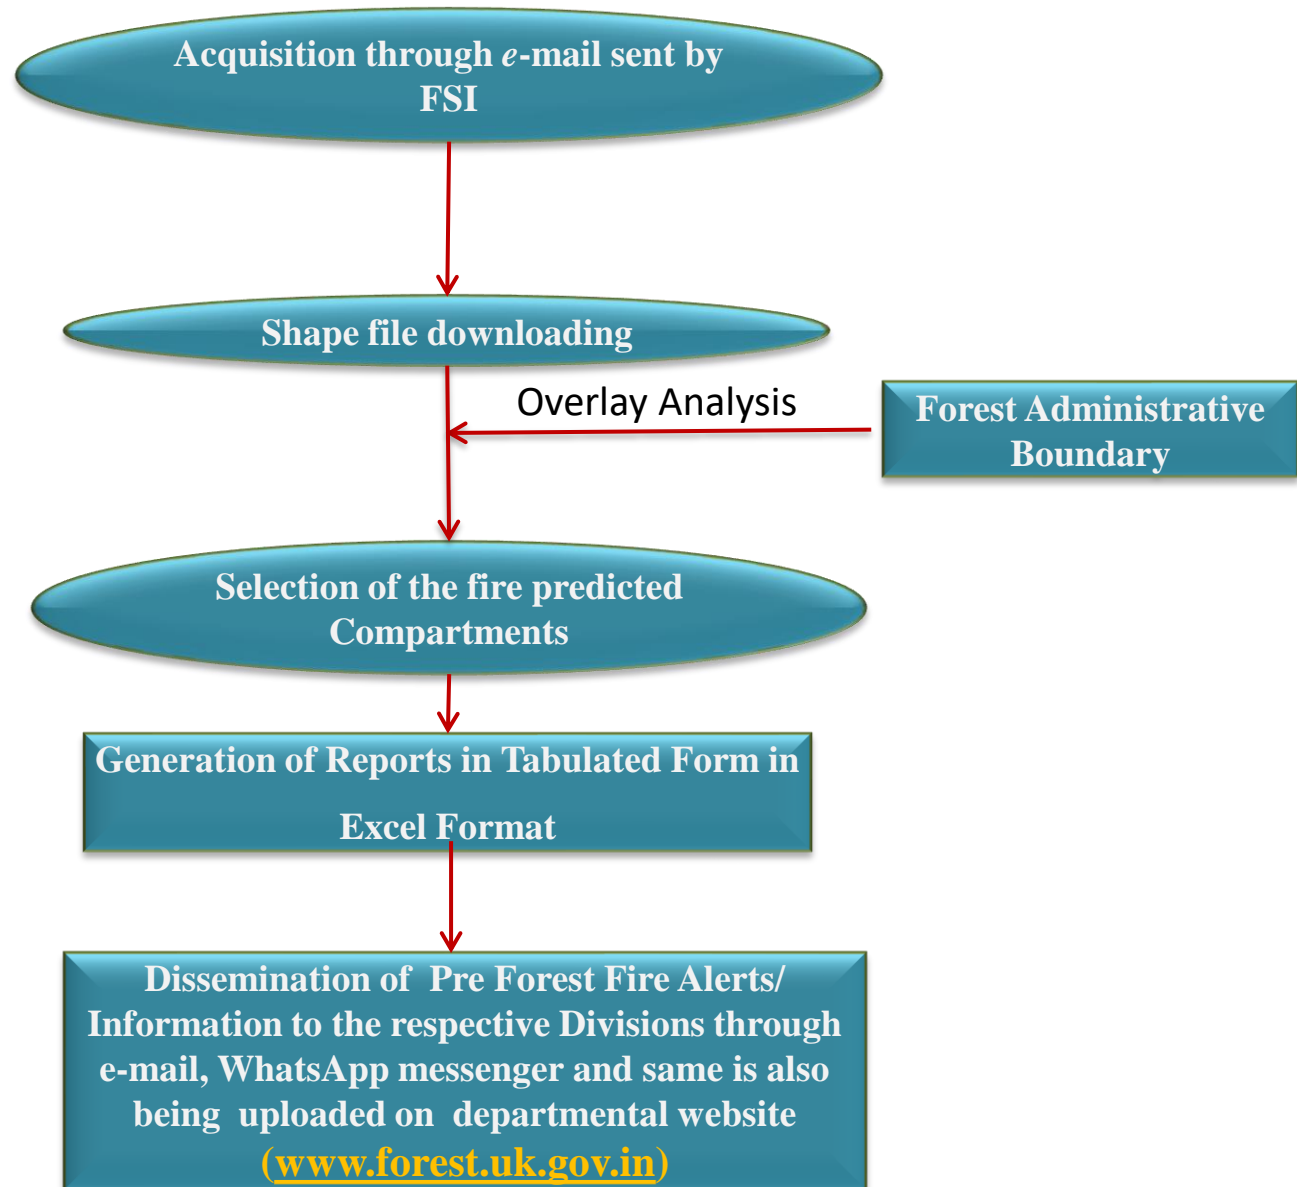 Acquisition through e-mail sent by
FSI
Shape file downloading
Overlay Analysis
Forest Administrative
Boundary
Selection of the fire predicted
Compartments
Generation of Reports in Tabulated Form in
Excel Format
Dissemination of  Pre Forest Fire Alerts/
Information to the respective Divisions through
e-mail, WhatsApp messenger and same is also
being  uploaded on  departmental website
(www.forest.uk.gov.in)